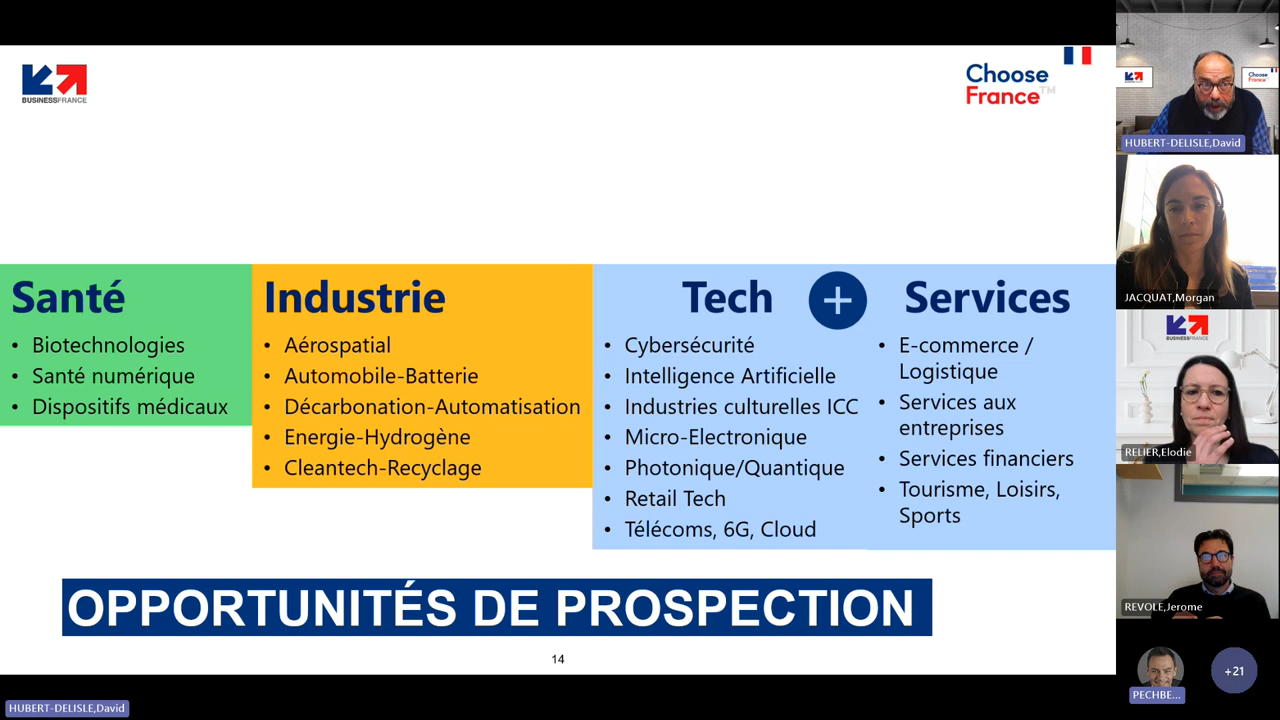 BUSINESSFRANCE
Choose
France™
Santé
• Biotechnologies
• Santé numérique
• Dispositifs médicaux
Industrie
• Aérospatial
• Automobile-Batterie
• Décarbonation-Automatisation
• Energie-Hydrogène
• Cleantech-Recyclage
Tech
• Cybersécurité
• Intelligence Artificielle
• Industries culturelles ICC
• Micro-Electronique
• Photonique/Quantique
• Retail Tech
• Télécoms, 6G, Cloud
+
Services
• E-commerce /
Logistique
• Services aux
entreprises
• Services financiers
• Tourisme, Loisirs,
Sports
OPPORTUNITÉS DE PROSPECTION
14
HUBERT-DELISLE,David
Choose
France
HUBERT-DELISLE,David
JACQUAT,Morgan
BUSINESSFRANCE
RELIER,Elodie
REVOLE,Jerome
PECHBE...
+21